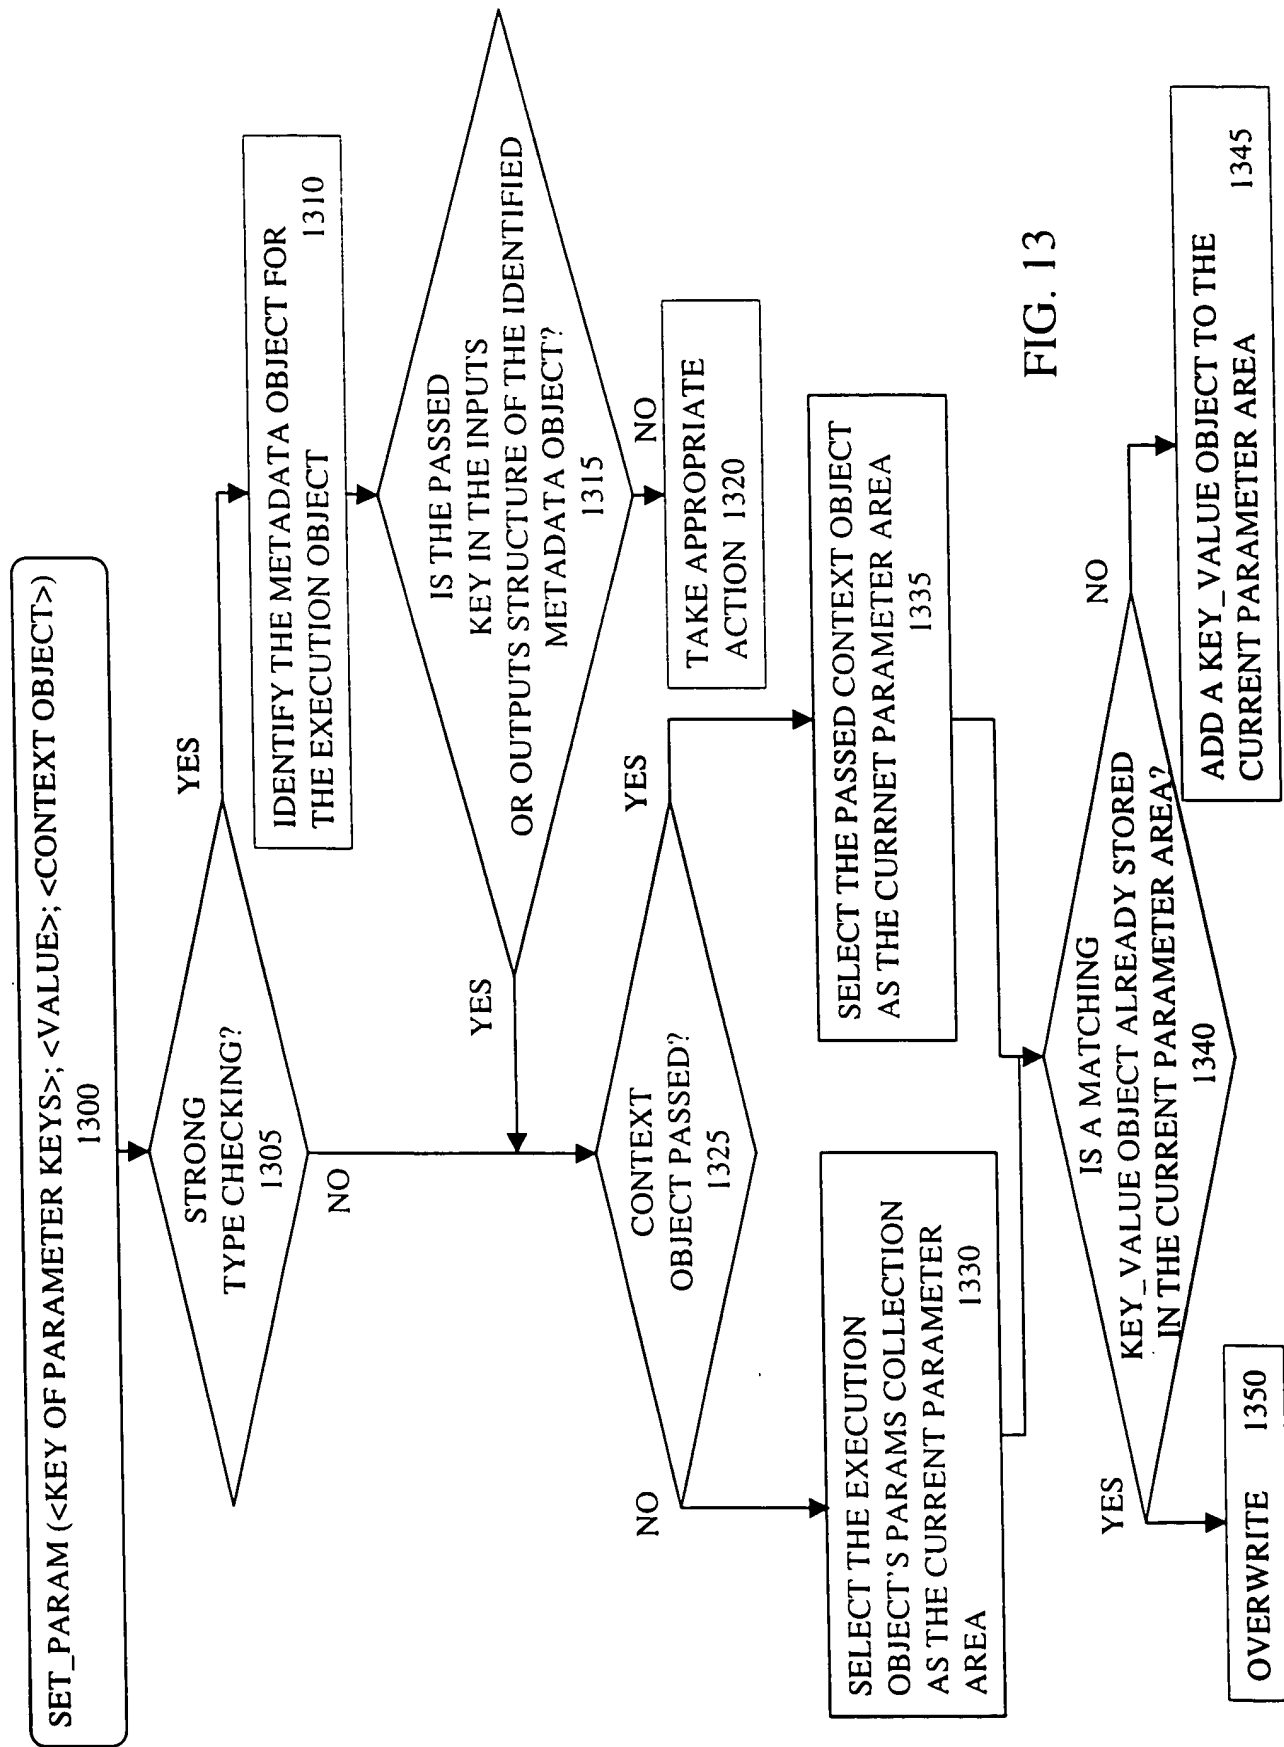 SET_PARAM (<KEY OF PARAMETER KEYS>; <VALUE>; <CONTEXT OBJECT>)
1300
STRONG
TYPE CHECKING?
1305
YES
NO
IDENTIFY THE METADATA OBJECT FOR
THE EXECUTION OBJECT 1310
IS THE PASSED
KEY IN THE INPUTS
OR OUTPUTS STRUCTURE OF THE IDENTIFIED
METADATA OBJECT?
1315
YES
NO
TAKE APPROPRIATE
ACTION 1320
CONTEXT
OBJECT PASSED?
1325
NO
YES
SELECT THE EXECUTION
OBJECT'S PARAMS COLLECTION
AS THE CURRENT PARAMETER
AREA 1330
SELECT THE PASSED CONTEXT OBJECT
AS THE CURRNET PARAMETER AREA
1335
IS A MATCHING
KEY_VALUE OBJECT ALREADY STORED
IN THE CURRENT PARAMETER AREA?
1340
YES
NO
OVERWRITE 1350
ADD A KEY_VALUE OBJECT TO THE
CURRENT PARAMETER AREA 1345
FIG. 13